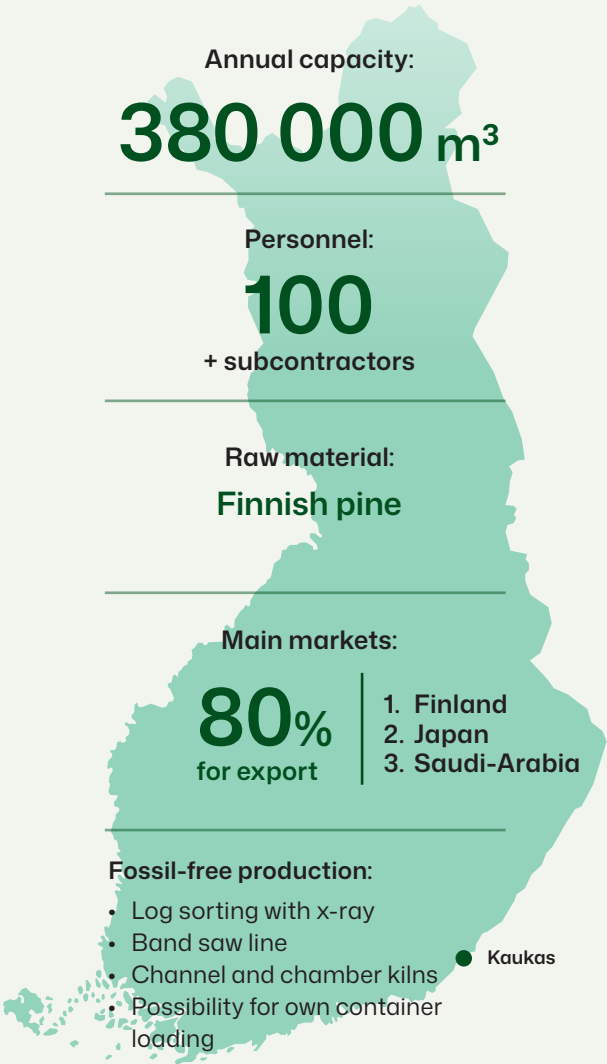 Annual capacity:
380 000 m³
Personnel:
100
+ subcontractors
Raw material:
Finnish pine
Main markets:
80%
for export
1. Finland
2. Japan
3. Saudi-Arabia
Fossil-free production:
• Log sorting with x-ray
• Band saw line
• Channel and chamber kilns
• Possibility for own container
loading
Kaukas